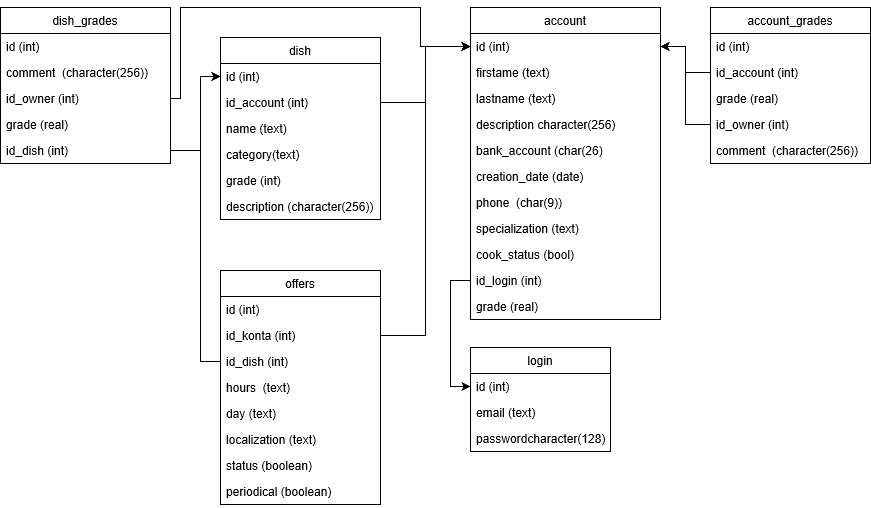 dish_grades
id (int)
comment  (character(256))
id_owner (int)
grade (real)
id_dish (int)
dish
id (int)
id_account (int)
name (text)
category(text)
grade (int)
description (character(256))
offers
id (int)
id_konta (int)
id_dish (int)
hours  (text)
day (text)
localization (text)
status (boolean)
periodical (boolean)
account
id (int)
firstame (text)
lastname (text)
description character(256)
bank_account (char(26)
creation_date (date)
phone  (char(9))
specialization (text)
cook_status (bool)
id_login (int)
grade (real)
login
id (int)
email (text)
passwordcharacter(128)
account_grades
id (int)
id_account (int)
grade (real)
id_owner (int)
comment  (character(256))